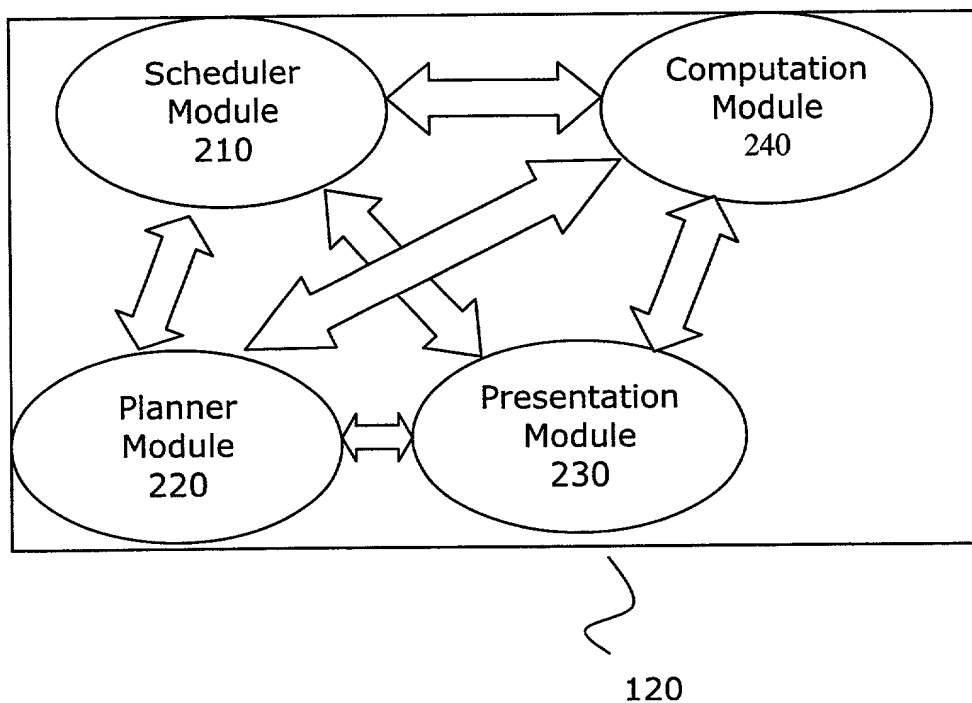 Scheduler
Module
210
Computation
Module
240
Planner
Module
220
Presentation
Module
230
120